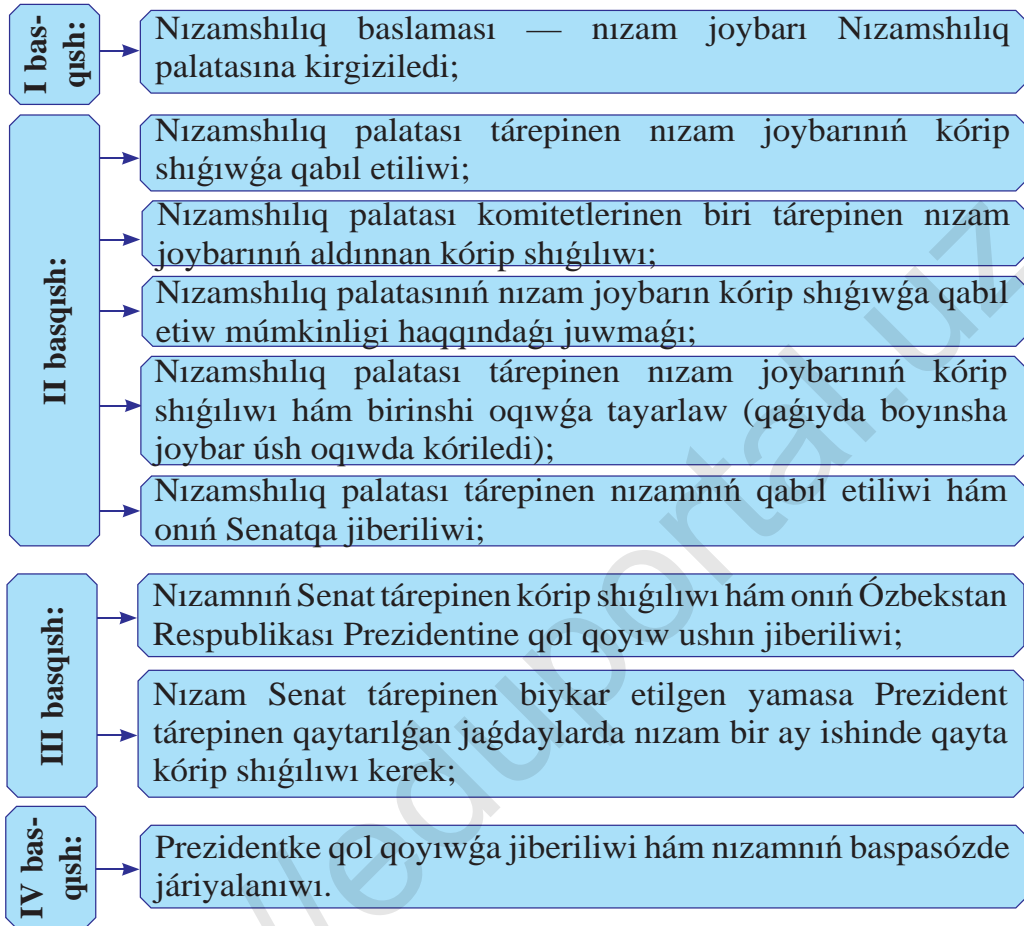 I bas-
qısh:
Nızamshılıq baslaması — nızam joybarı Nızamshılıq
palatasına kirgiziledi;
II basqısh:
Nızamshılıq palatası tárepinen nızam joybarınıń kórip
shıǵıwǵa qabıl etiliwi;
Nızamshılıq palatası komitetlerinen biri tárepinen nızam
joybarınıń aldınnan kórip shıǵılıwı;
Nızamshılıq palatasınıń nızam joybarın kórip shıǵıwǵa qabıl
etiw múmkinligi haqqındaǵı juwmaǵı;
Nızamshılıq palatası tárepinen nızam joybarınıń kórip
shıǵılıwı hám birinshi oqıwǵa tayarlaw (qaǵıyda boyınsha
joybar úsh oqıwda kóriledi);
Nızamshılıq palatası tárepinen nızamnıń qabıl etiliwi hám
onıń Senatqa jiberiliwi;
III basqısh:
Nızamnıń Senat tárepinen kórip shıǵılıwı hám onıń Ózbekstan
Respublikası Prezidentine qol qoyıw ushın jiberiliwi;
Nızam Senat tárepinen biykar etilgen yamasa Prezident
tárepinen qaytarılǵan jaǵdaylarda nızam bir ay ishinde qayta
kórip shıǵılıwı kerek;
IV bas-
qısh:
Prezidentke qol qoyıwǵa jiberiliwi hám nızamnıń baspasózde
járiyalanıwı.
//eduportal.uz